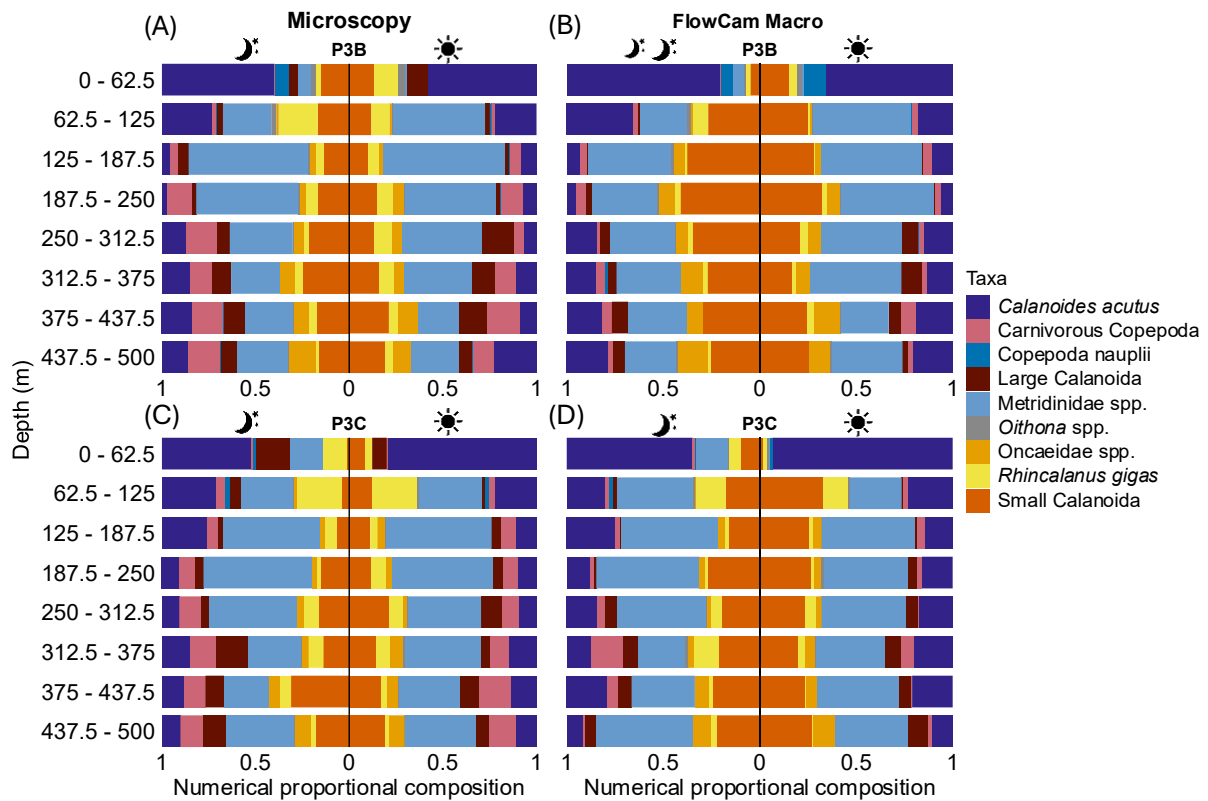 (A) Microscopy
(B) FlowCam Macro
P3B
P3B
0 - 62.5
62.5 - 125
125 - 187.5
187.5 - 250
250 - 312.5
312.5 - 375
375 - 437.5
437.5 - 500
1 0.5 0 0.5 1
1 0.5 0 0.5 1
Depth (m)
(C) P3C
(D) P3C
0 - 62.5
62.5 - 125
125 - 187.5
187.5 - 250
250 - 312.5
312.5 - 375
375 - 437.5
437.5 - 500
1 0.5 0 0.5 1
1 0.5 0 0.5 1
Numerical proportional composition
Numerical proportional composition
Taxa
Calanoides acutus
Carnivorous Copepoda
Copepoda nauplii
Large Calanoida
Metridinidae spp.
Oithona spp.
Oncaeidae spp.
Rhincalanus gigas
Small Calanoida